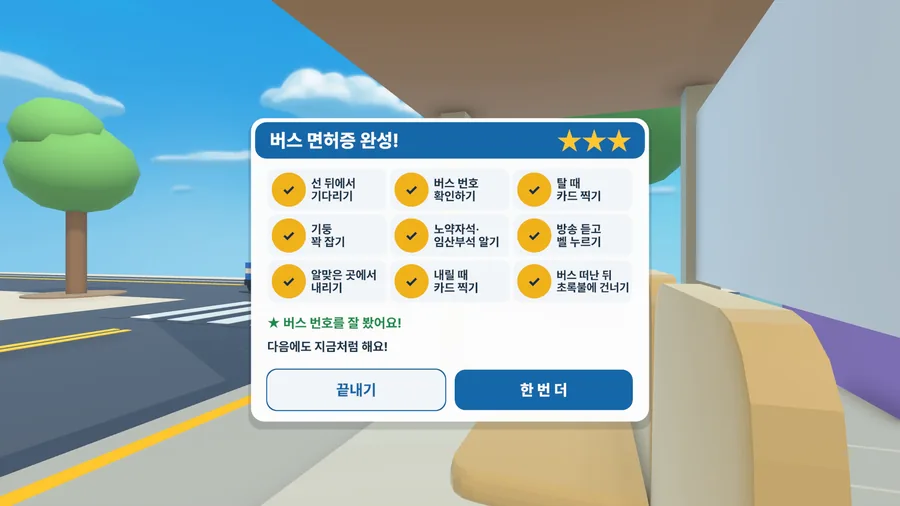 버스 면허증 완성!
선 뒤에서
기다리기
버스 번호
확인하기
탈 때
카드 찍기
기둥
꽉 잡기
노약자석·
임산부석 알기
방송 듣고
벨 누르기
알맞은 곳에서
내리기
내릴 때
카드 찍기
버스 떠난 뒤
초록불에 건너기
★ 버스 번호를 잘 봤어요!
다음에도 지금처럼 해요!
끝내기
한 번 더